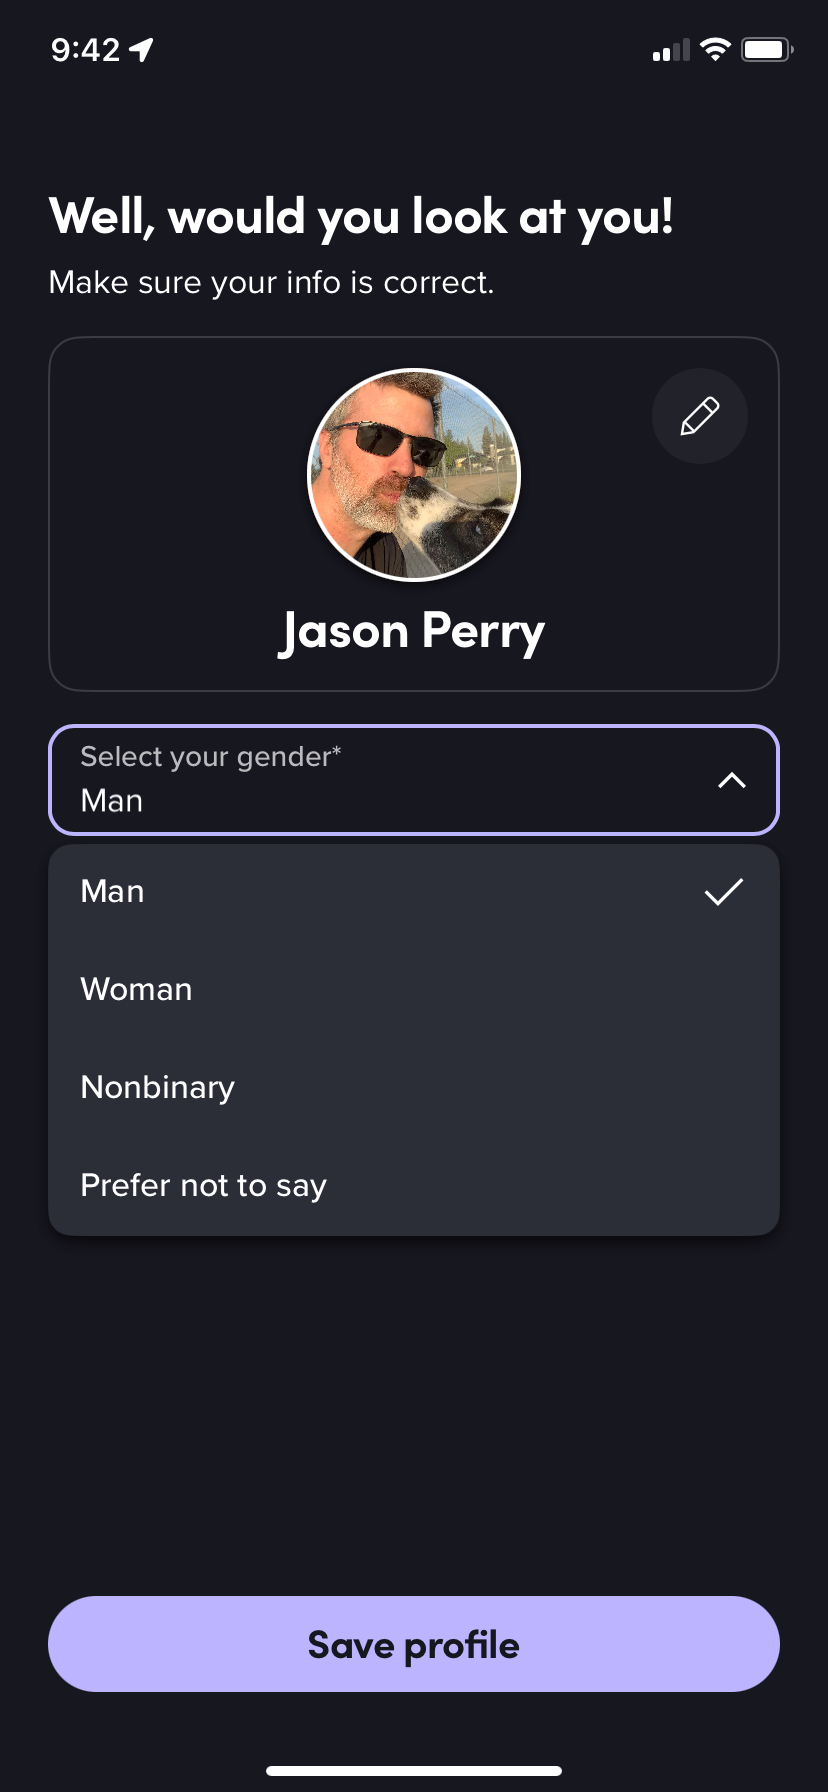 9:42
Well, would you look at you!
Make sure your info is correct.
Jason Perry
Select your gender*
Man
Man
Woman
Nonbinary
Prefer not to say
Save profile